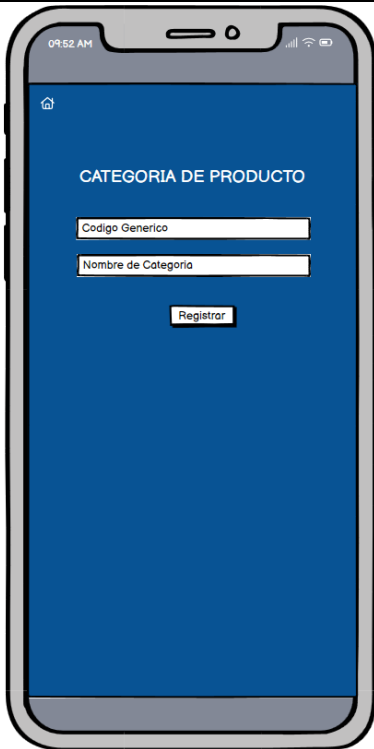 09:52 AM
CATEGORIA DE PRODUCTO
Codigo Generico
Nombre de Categoria
Registrar